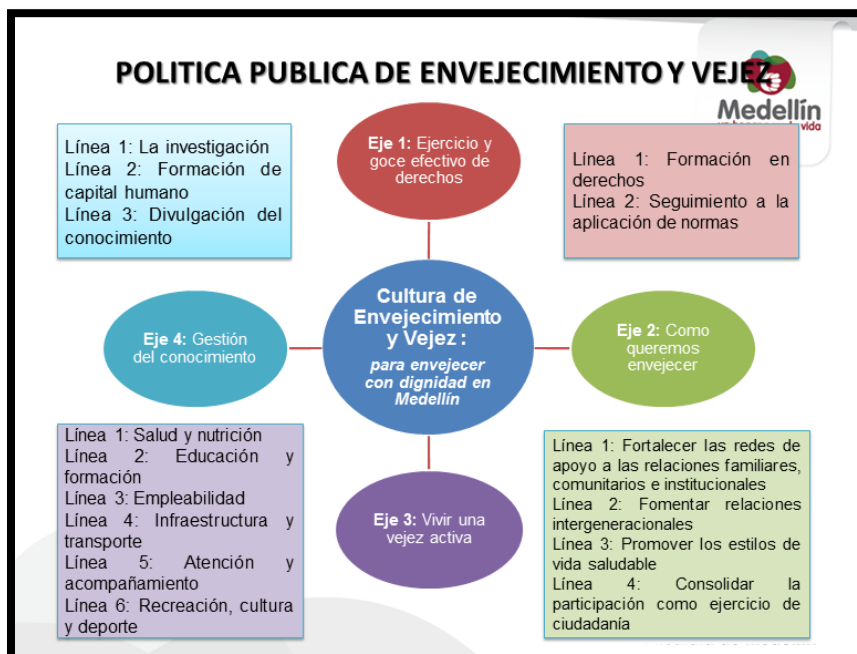 POLITICA PUBLICA DE ENVEJECIMIENTO Y VEJEZ
Medellín
vida
Línea 1: La investigación
Línea 2: Formación de
capital humano
Línea 3: Divulgación del
conocimiento
Eje 1: Ejercicio y
goce efectivo de
derechos
Línea 1: Formación en
derechos
Línea 2: Seguimiento a la
aplicación de normas
Eje 4: Gestión
del conocimiento
Cultura de
Envejecimiento
y Vejez :
para envejecer
con dignidad en
Medellín
Eje 2: Como
queremos
envejecer
Línea 1: Salud y nutrición
Línea 2: Educación y
formación
Línea 3: Empleabilidad
Línea 4: Infraestructura y
transporte
Línea 5: Atención y
acompañamiento
Línea 6: Recreación, cultura
y deporte
Eje 3: Vivir una
vejez activa
Línea 1: Fortalecer las redes de
apoyo a las relaciones familiares,
comunitarios e institucionales
Línea 2: Fomentar relaciones
intergeneracionales
Línea 3: Promover los estilos de
vida saludable
Línea 4: Consolidar la
participación como ejercicio de
ciudadanía